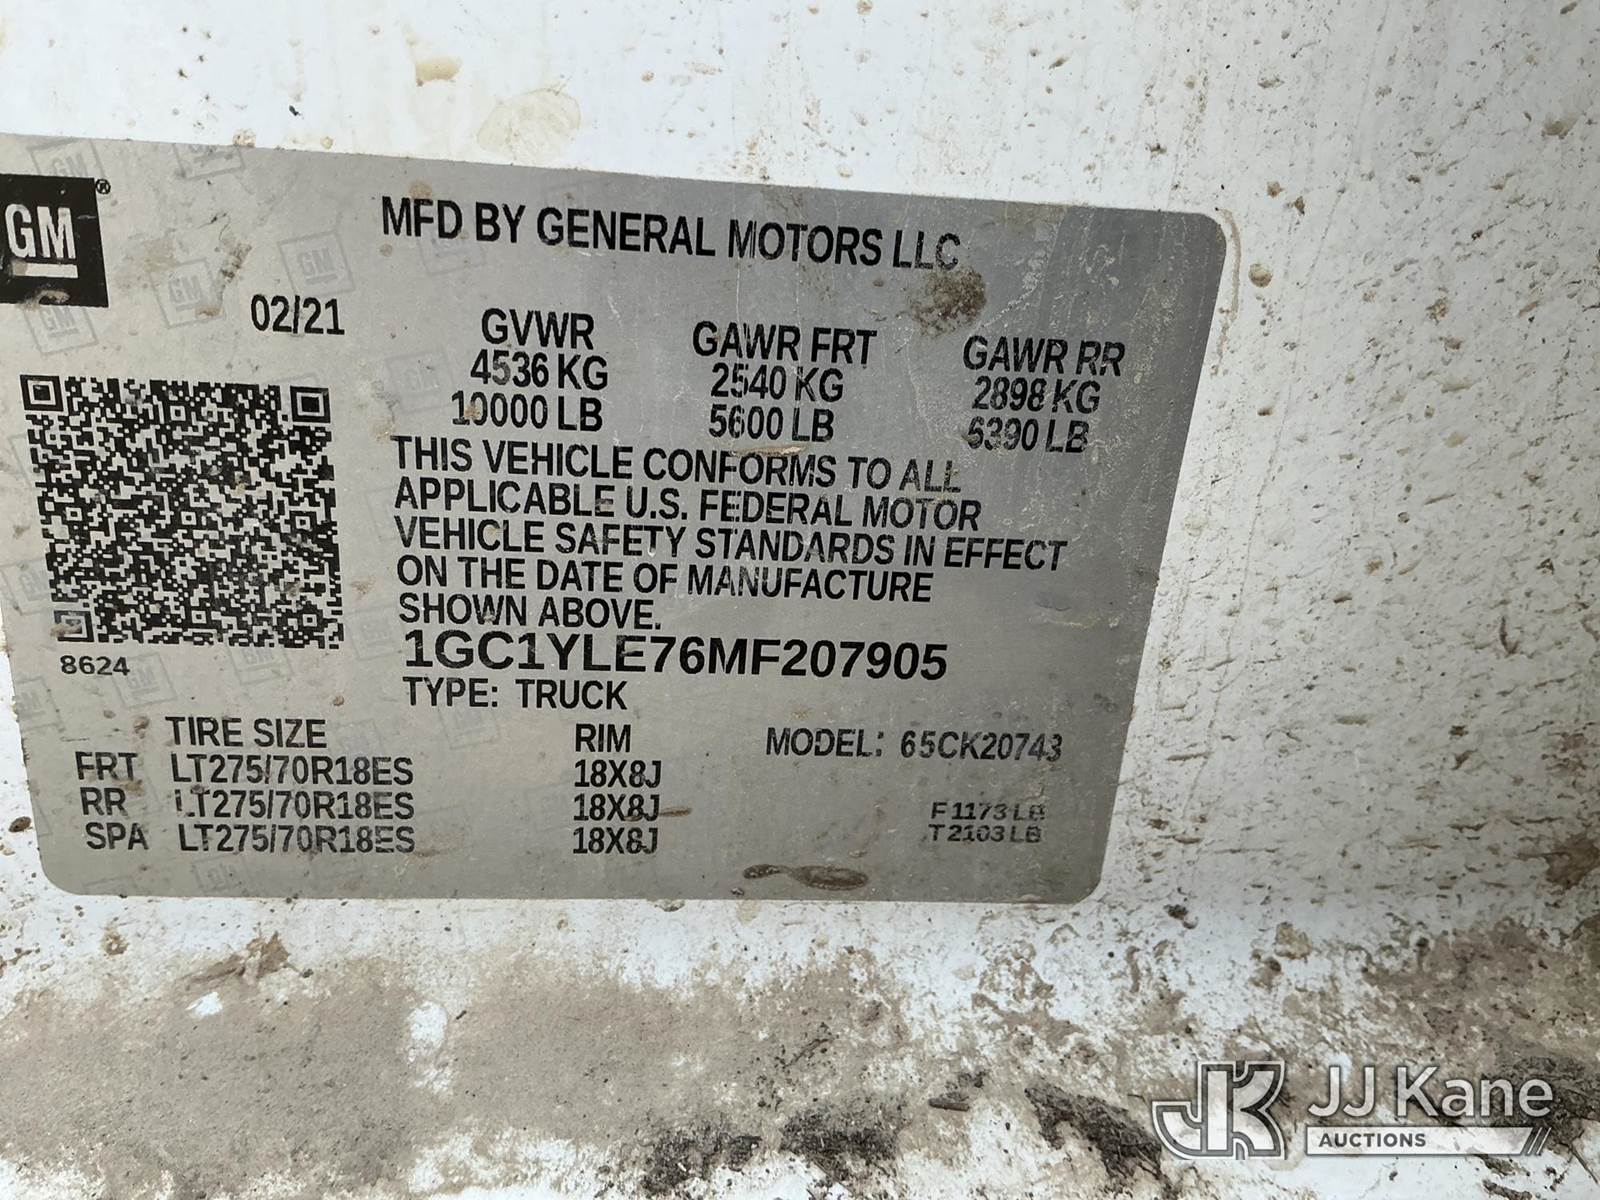 GM®
MFD BY GENERAL MOTORS LLC
02/21
GVWR
4536 KG
10000 LB
GAWR FRT
2540 KG
5600 LB
GAWR RR
2898 KG
6390 LB
THIS VEHICLE CONFORMS TO ALL
APPLICABLE U.S. FEDERAL MOTOR
VEHICLE SAFETY STANDARDS IN EFFECT
ON THE DATE OF MANUFACTURE
SHOWN ABOVE.
8624
1GC1YLE76MF207905
TYPE: TRUCK
TIRE SIZE RIM MODEL: 65CK20743
FRT LT275/70R18ES 18X8J
RR LT275/70R18ES 18X8J F1173LB
SPA LT275/70R18ES 18X8J T2103LB
JK JJ Kane
AUCTIONS